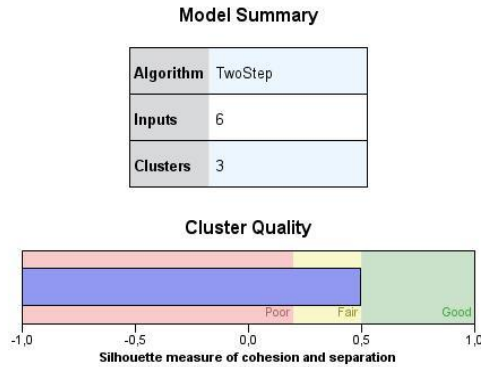 Model Summary
Algorithm TwoStep
Inputs 6
Clusters 3
Cluster Quality
Poor Fair Good
-1,0 -0,5 0,0 0,5 1,0
Silhouette measure of cohesion and separation